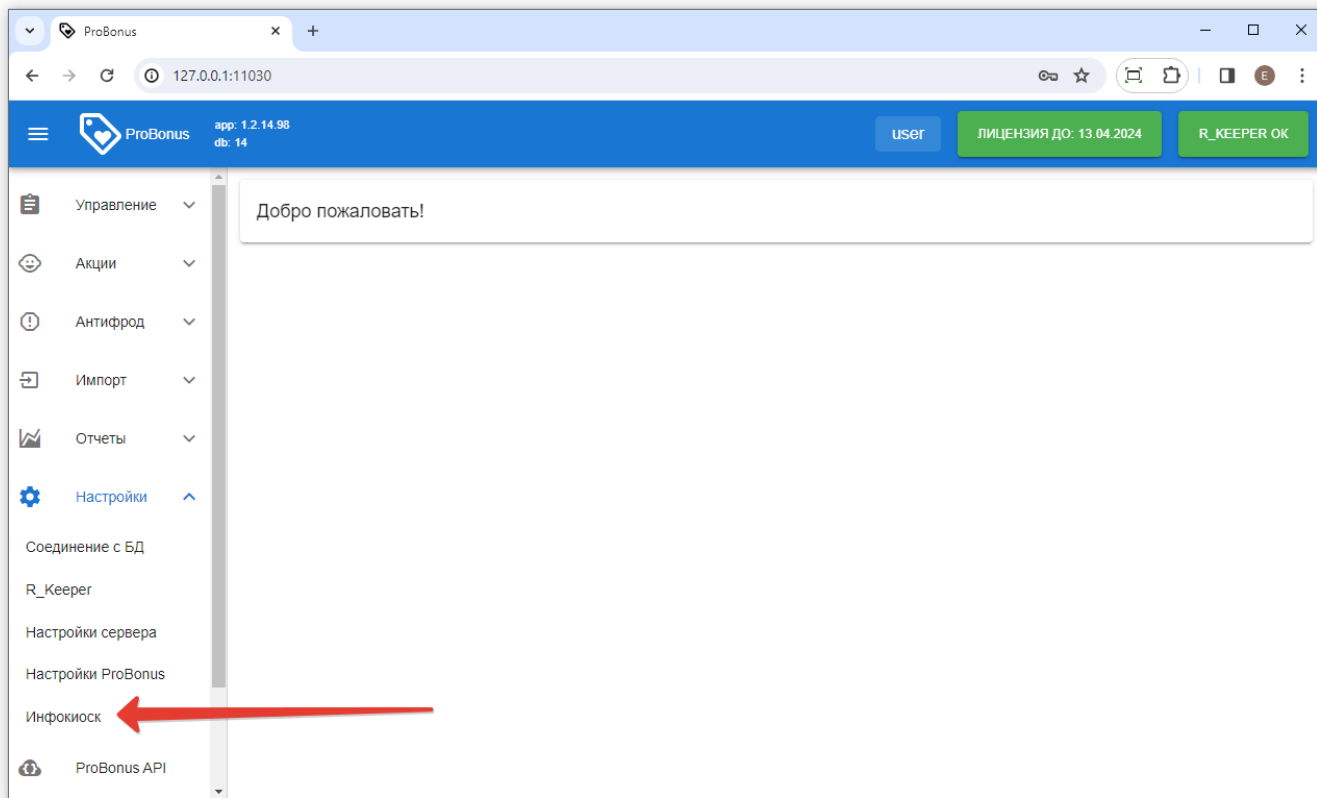 ProBonus
127.0.0.1:11030
E
ProBonus
app: 1.2.14.98
db: 14
user
ЛИЦЕНЗИЯ ДО: 13.04.2024
R_KEEPER OK
Управление
Добро пожаловать!
Акции
Антифрод
Импорт
Отчеты
Настройки
Соединение с БД
R_Keeper
Настройки сервера
Настройки ProBonus
Инфокиоск
ProBonus API